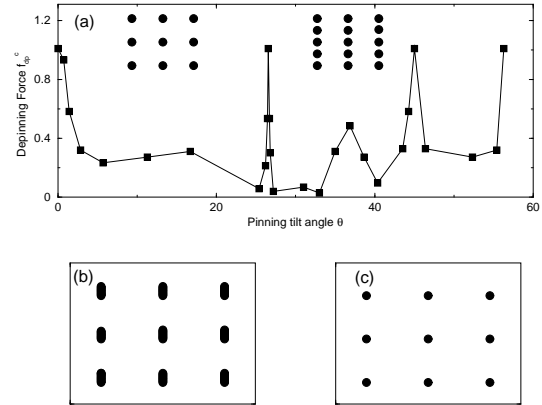 (a)
Depinning Force f_dp^c
1.2
0.8
0.4
0
0
20
40
60
Pinning tilt angle θ
(b)
(c)